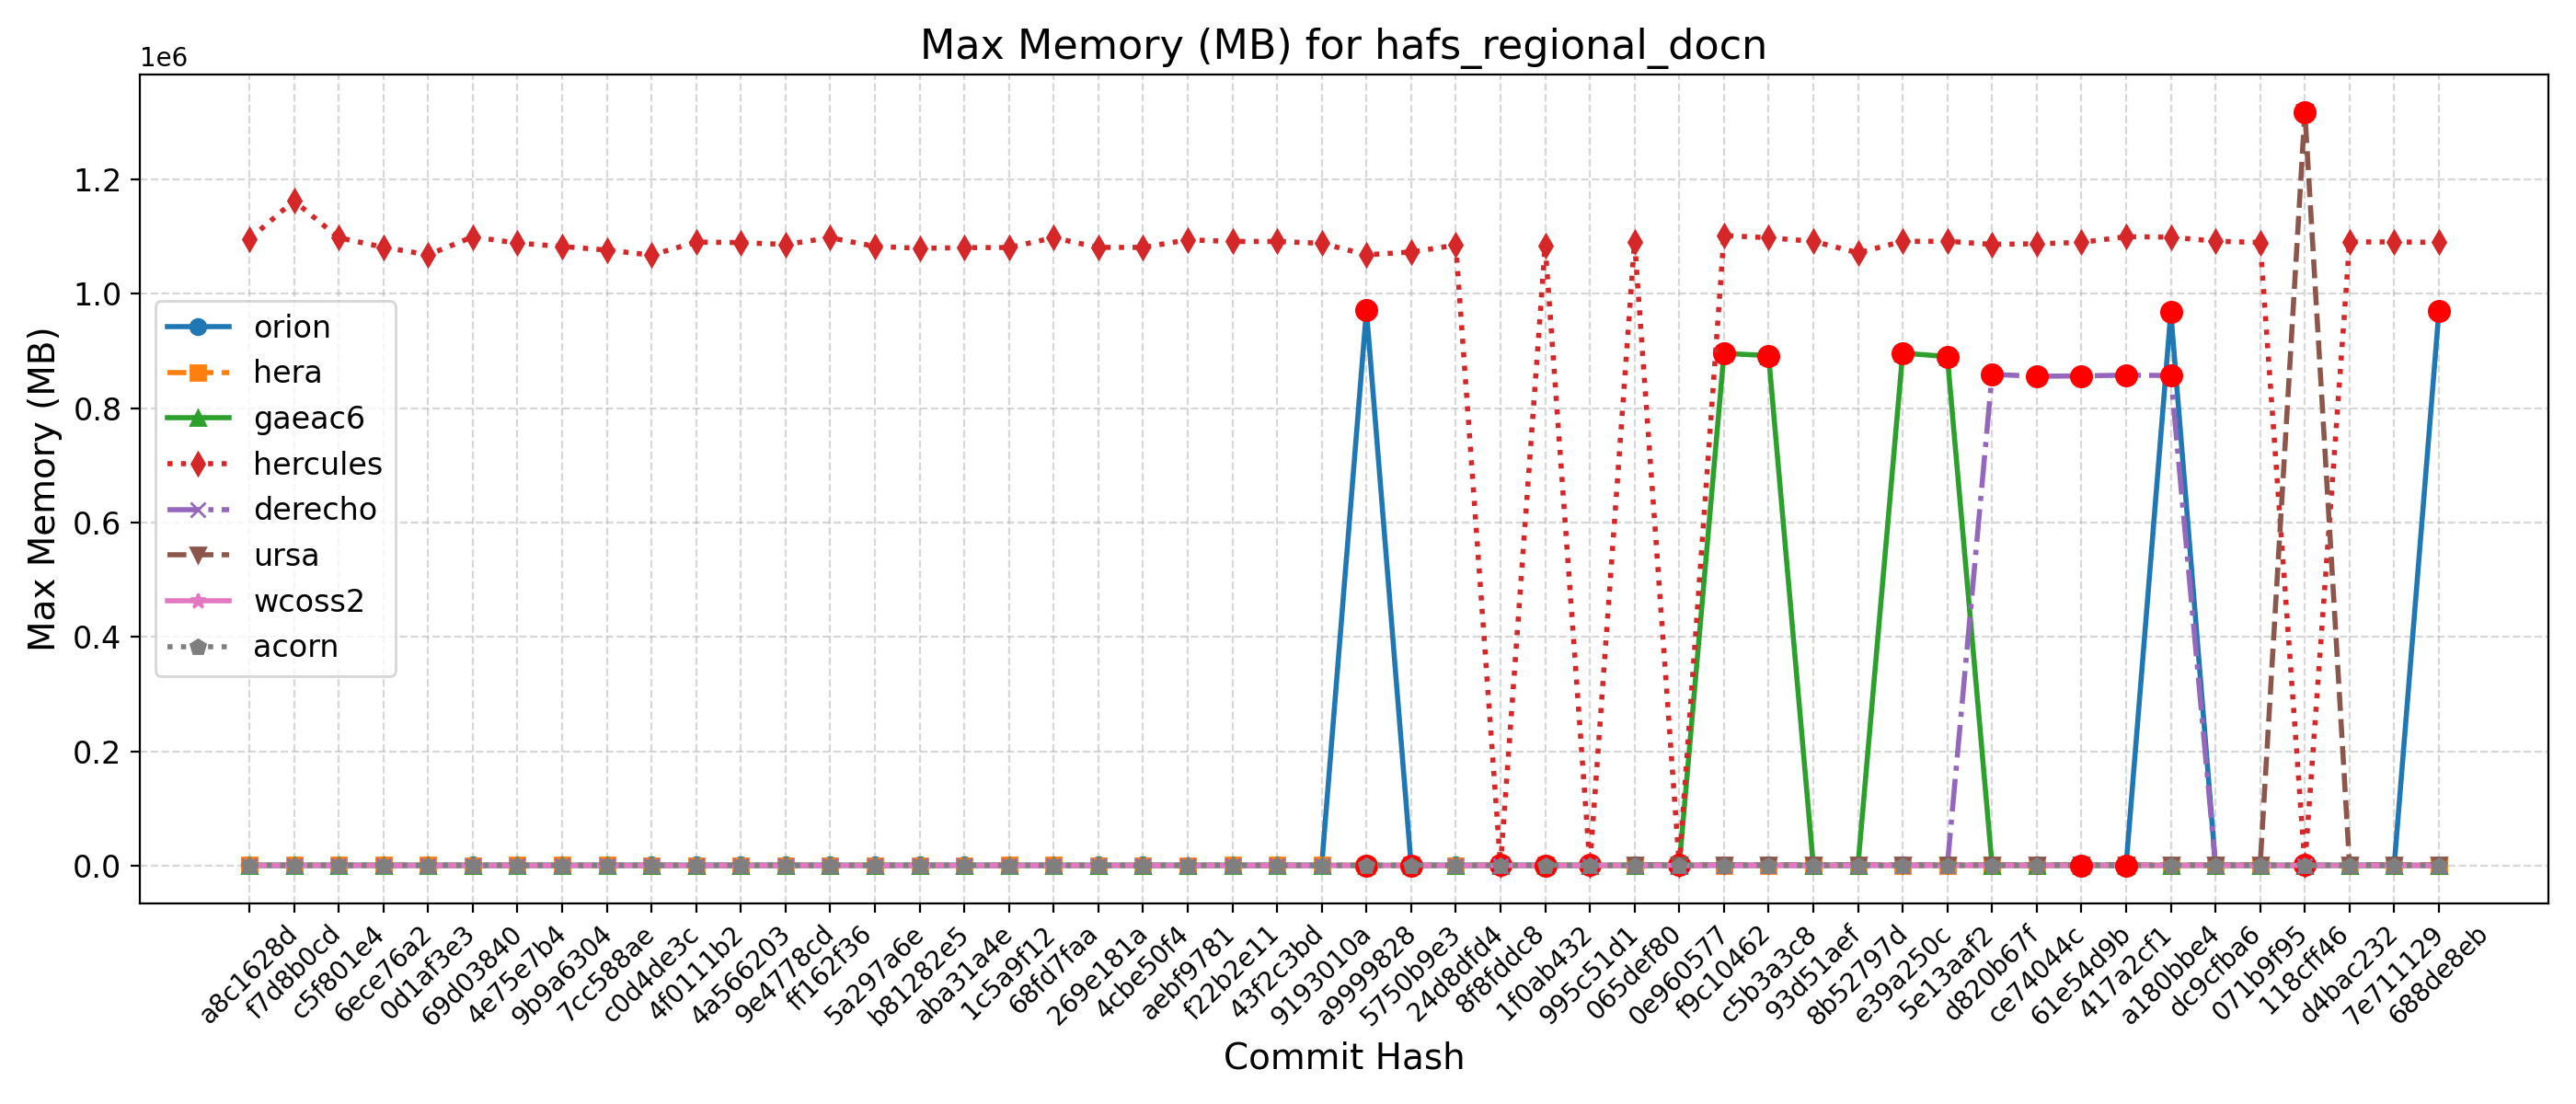 Max Memory (MB) for hafs_regional_docn
1e6
1.2
1.0
0.8
0.6
0.4
0.2
0.0
Max Memory (MB)
orion
hera
gaeac6
hercules
derecho
ursa
wcoss2
acorn
a8c1628d
f7d8b0cd
c5f801e4
6ece76a2
0d1af3e3
69d03840
4e75e7b4
9b9a6304
7cc588ae
c0d4de3c
4f0111b2
4a566203
9e4778cd
ff162f36
5a297a6e
b81282e5
aba31a4e
1c5a9f12
68fd7faa
269e181a
4cbe50f4
aebf9781
f22b2e11
43f2c3bd
9193010a
a9999828
5750b9e3
24d8dfd4
8f8fddc8
1f0ab432
995c51d1
065def80
0e960577
f9c10462
c5b3a3c8
93d51aef
8b52797d
e39a250c
5e13aaf2
d820b67f
ce74044c
61e54d9b
417a2cf1
a180bbe4
dc9cfba6
071b9f95
118cff46
d4bac232
7e711129
688de8eb
Commit Hash